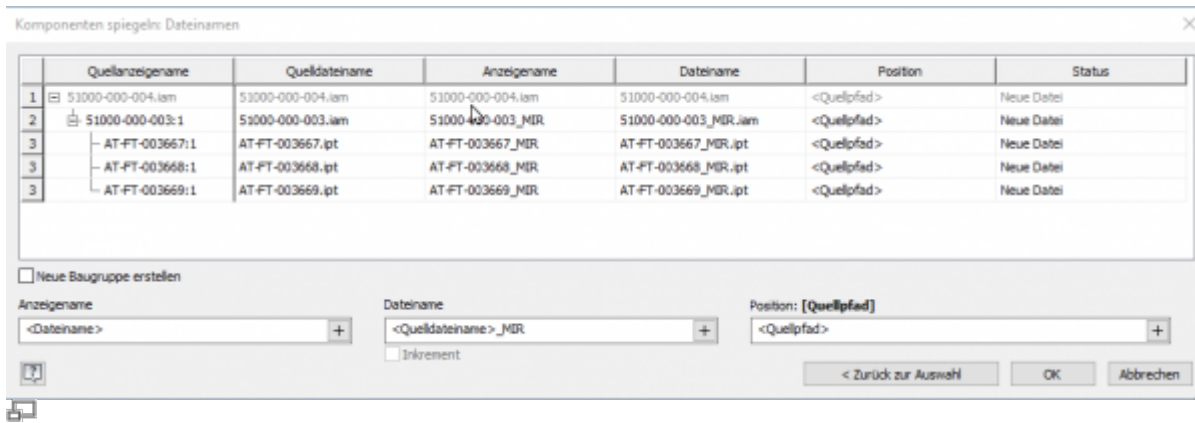 Komponenten spiegeln: Dateinamen
Quellanzeigename Quelldateiname Anzeigename Dateiname Position Status
1 51000-000-004.iam 51000-000-004.iam 51000-000-004.iam 51000-000-004.iam <Quellpfad> Neue Datei
2 51000-000-003:1 51000-000-003.iam 51000-000-003_MIR 51000-000-003_MIR.iam <Quellpfad> Neue Datei
3 AT-FT-003667:1 AT-FT-003667.ipt AT-FT-003667_MIR AT-FT-003667_MIR.ipt <Quellpfad> Neue Datei
3 AT-FT-003668:1 AT-FT-003668.ipt AT-FT-003668_MIR AT-FT-003668_MIR.ipt <Quellpfad> Neue Datei
3 AT-FT-003669:1 AT-FT-003669.ipt AT-FT-003669_MIR AT-FT-003669_MIR.ipt <Quellpfad> Neue Datei
Neue Baugruppe erstellen
Anzeigename Dateiname Position: [Quellpfad]
<Dateiname> + <Quelldateiname>_MIR + <Quellpfad> +
Inkrement
? < Zurück zur Auswahl OK Abbrechen